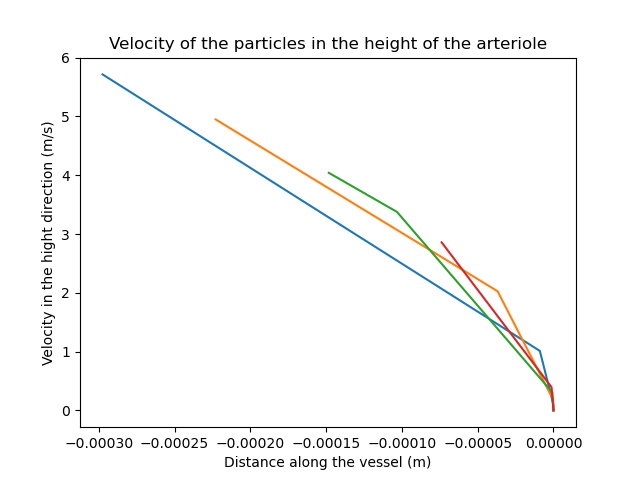 Velocity of the particles in the height of the arteriole
6
5
4
3
2
1
0
Velocity in the hight direction (m/s)
−0.00030 −0.00025 −0.00020 −0.00015 −0.00010 −0.00005 0.00000
Distance along the vessel (m)